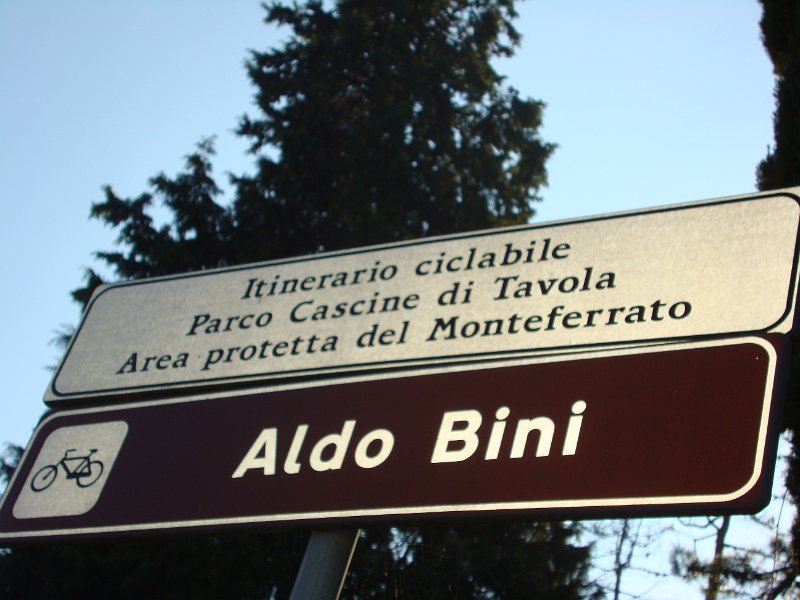 Itinerario ciclabile
Parco Cascine di Tavola
Area protetta del Monteferrato
Aldo Bini